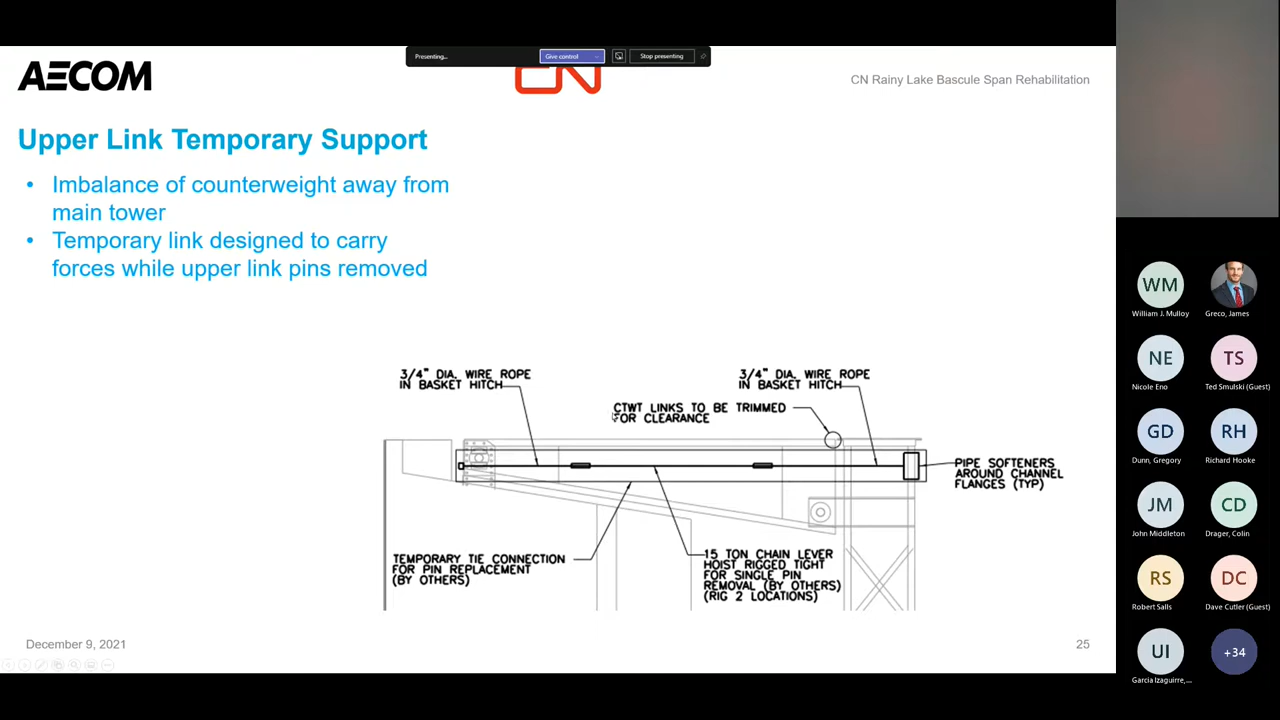 Presenting...
Give control
Stop presenting
AECOM
CN
CN Rainy Lake Bascule Span Rehabilitation
Upper Link Temporary Support
• Imbalance of counterweight away from
main tower
• Temporary link designed to carry
forces while upper link pins removed
3/4" DIA. WIRE ROPE
IN BASKET HITCH
3/4" DIA. WIRE ROPE
IN BASKET HITCH
CTWT LINKS TO BE TRIMMED
FOR CLEARANCE
PIPE SOFTENERS
AROUND CHANNEL
FLANGES (TYP)
TEMPORARY TIE CONNECTION
FOR PIN REPLACEMENT
(BY OTHERS)
15 TON CHAIN LEVER
HOIST RIGGED TIGHT
FOR SINGLE PIN
REMOVAL (BY OTHERS)
(RIG 2 LOCATIONS)
December 9, 2021
25
WM
William J. Mulloy
Greco, James
NE
Nicole Eno
TS
Ted Smulski (Guest)
GD
Dunn, Gregory
RH
Richard Hooke
JM
John Middleton
CD
Drager, Colin
RS
Robert Salls
DC
Dave Cutler (Guest)
UI
Garcia Izaguirre,...
+34